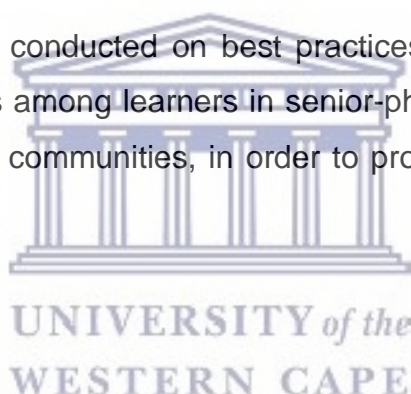 conducted on best practices
among learners in senior-ph
communities, in order to pro
UNIVERSITY of the
WESTERN CAPE